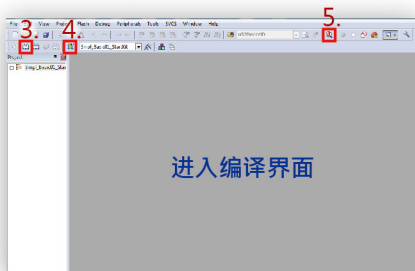 3. 4. 5.
File View Project Flash Debug Peripherals Tools SVCS Window Help
Project
进入编译界面